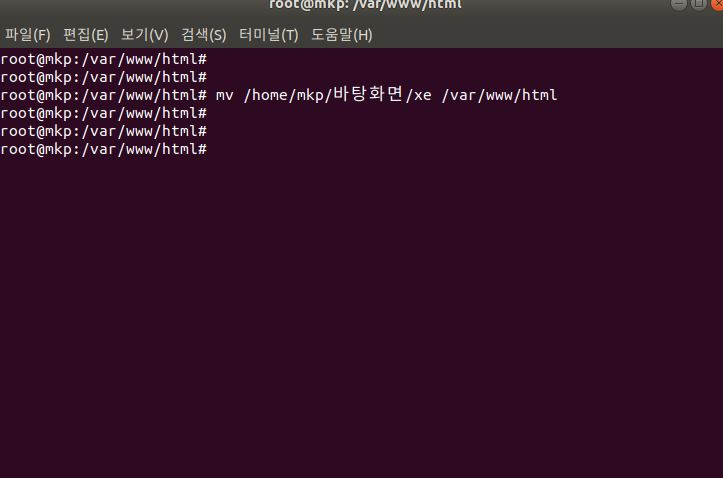 root@mkp: /var/www/html
파일(F) 편집(E) 보기(V) 검색(S) 터미널(T) 도움말(H)
root@mkp:/var/www/html#
root@mkp:/var/www/html#
root@mkp:/var/www/html# mv /home/mkp/바탕화면/xe /var/www/html
root@mkp:/var/www/html#
root@mkp:/var/www/html#
root@mkp:/var/www/html#